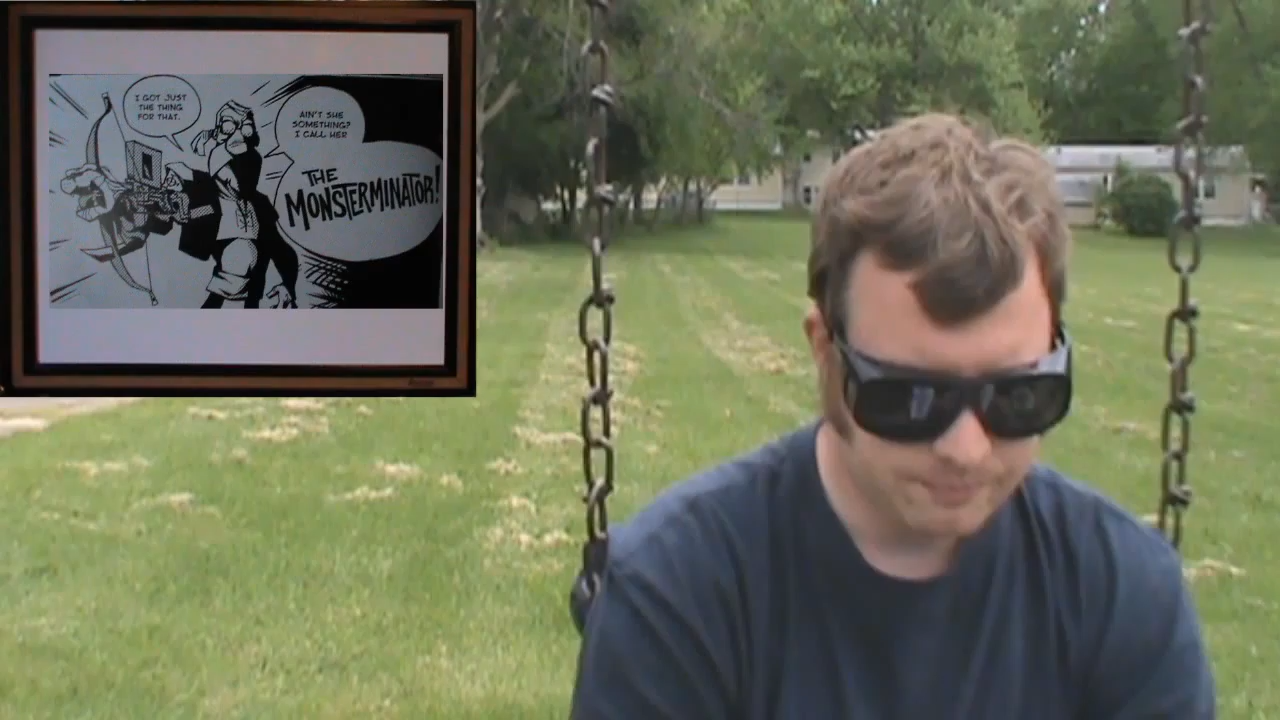 I GOT JUST
THE THING
FOR THAT.
AIN'T SHE
SOMETHING?
I CALL HER
THE
MONSTERMINATOR!